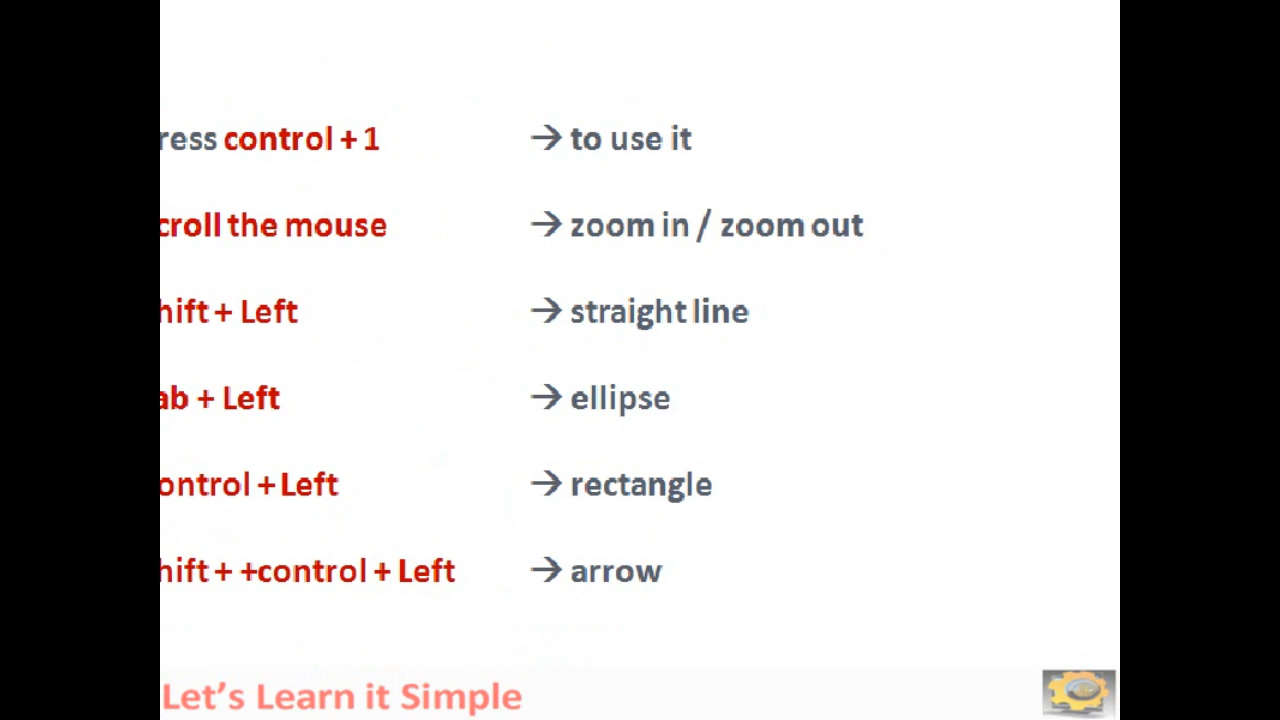 ress control + 1 → to use it
croll the mouse → zoom in / zoom out
hift + Left → straight line
ab + Left → ellipse
ontrol + Left → rectangle
hift + +control + Left → arrow
Let's Learn it Simple